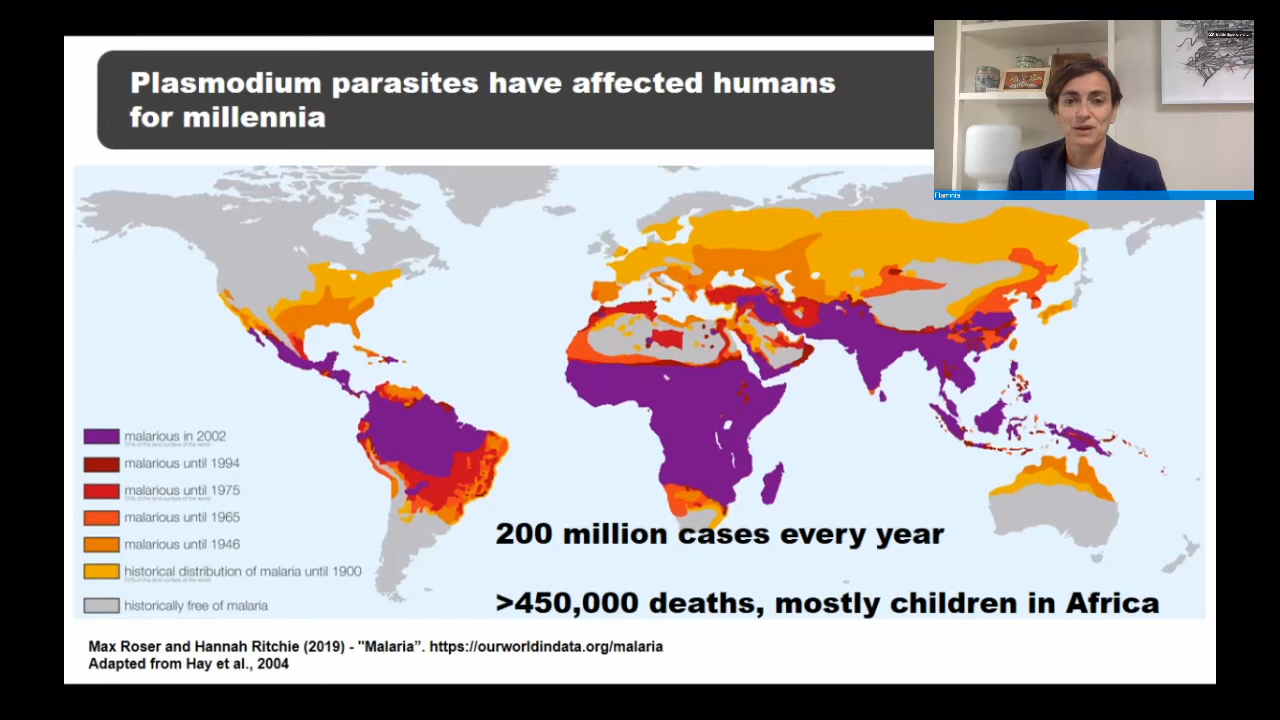 Plasmodium parasites have affected humans
for millennia
Flaminia
malarious in 2002
malarious until 1994
malarious until 1975
malarious until 1965
malarious until 1946
historical distribution of malaria until 1900
historically free of malaria
200 million cases every year
>450,000 deaths, mostly children in Africa
Max Roser and Hannah Ritchie (2019) - "Malaria”. https://ourworldindata.org/malaria
Adapted from Hay et al., 2004